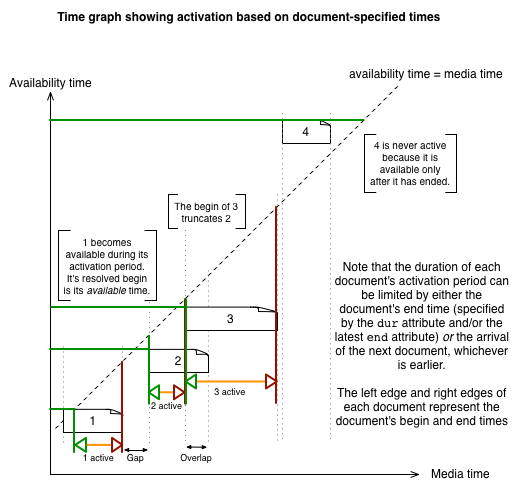 Time graph showing activation based on document-specified times
availability time = media time
Availability time
4
4 is never active
because it is
available only
after it has ended.
The begin of 3
truncates 2
1 becomes
available during its
activation period.
It's resolved begin
is its available time.
Note that the duration of each
document's activation period can
be limited by either the
document's end time (specified
by the dur attribute and/or the
latest end attribute) or the arrival
of the next document, whichever
is earlier.
The left edge and right edges of
each document represent the
document's begin and end times
3
2
3 active
2 active
1
1 active
Gap
Overlap
Media time